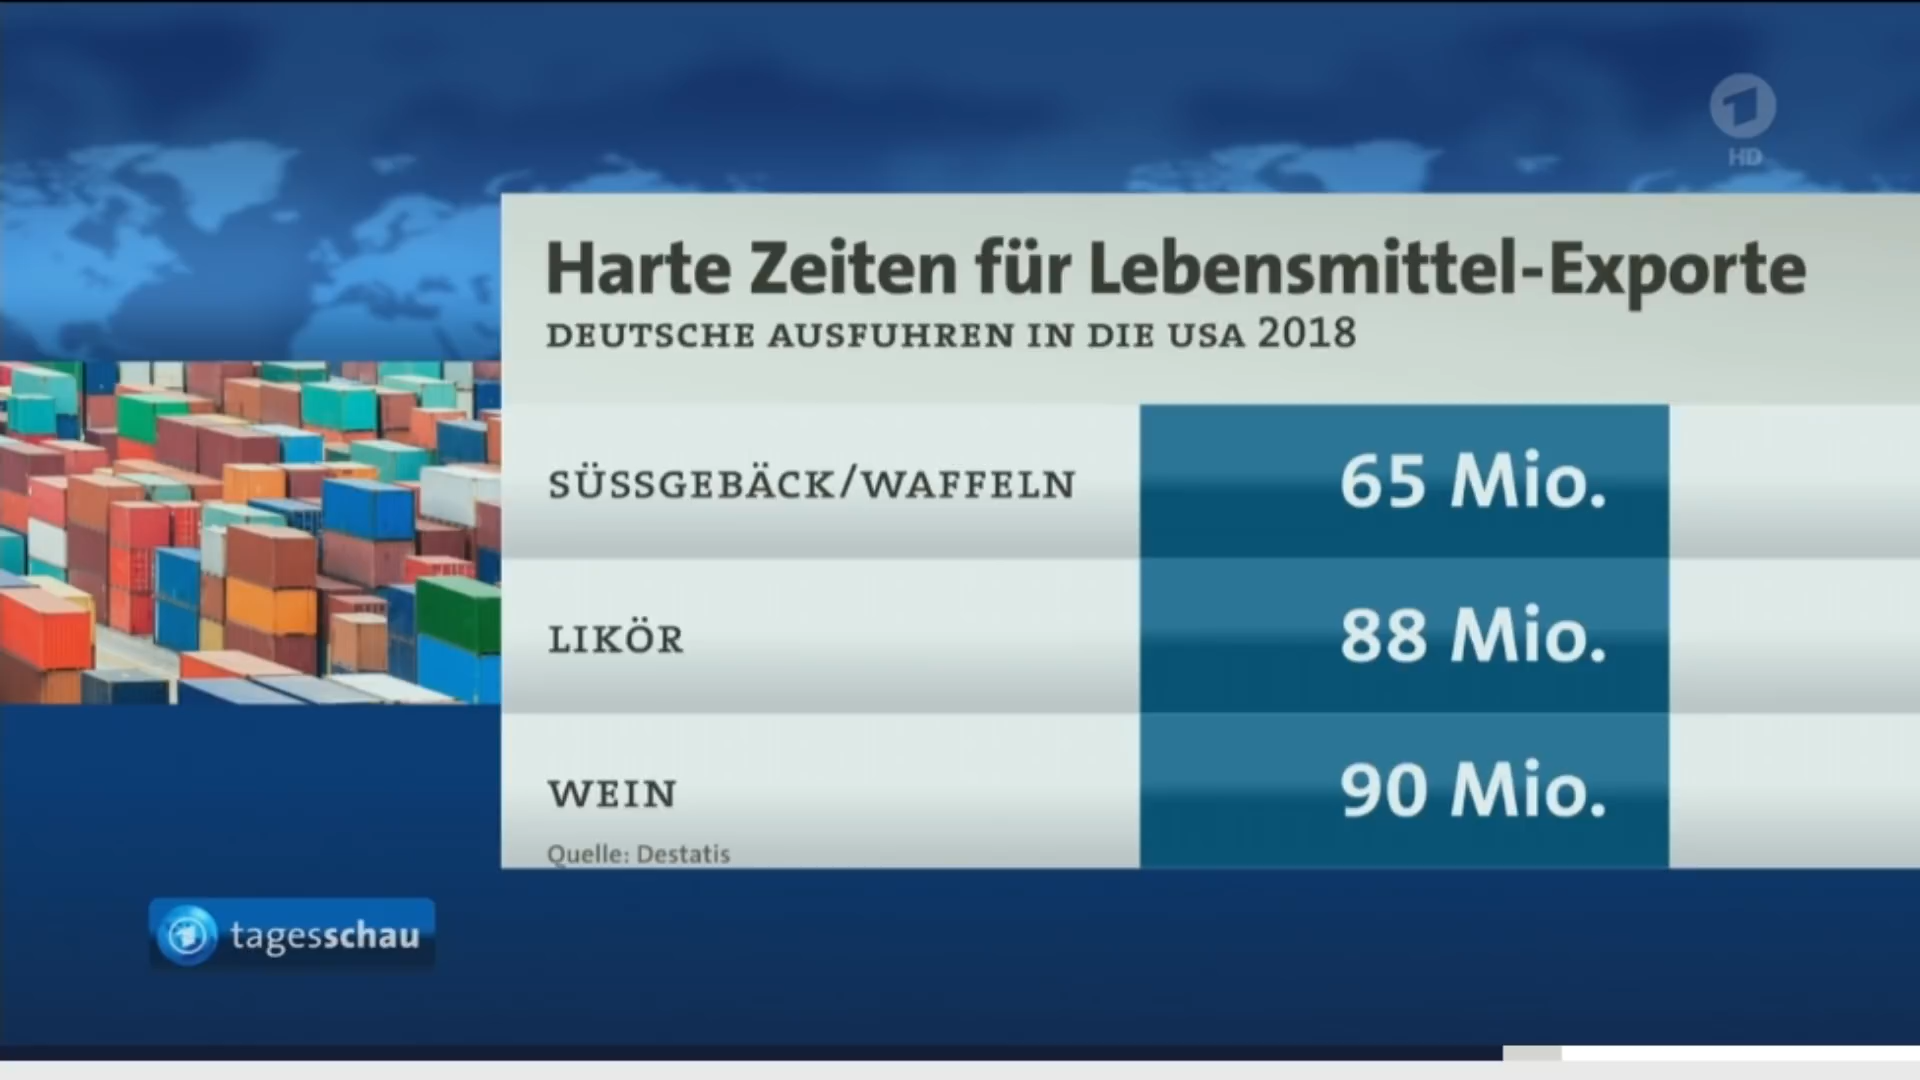 HD
Harte Zeiten für Lebensmittel-Exporte
DEUTSCHE AUSFUHREN IN DIE USA 2018
SÜSSGEBÄCK/WAFFELN 65 Mio.
LIKÖR 88 Mio.
WEIN 90 Mio.
Quelle: Destatis
tagesschau